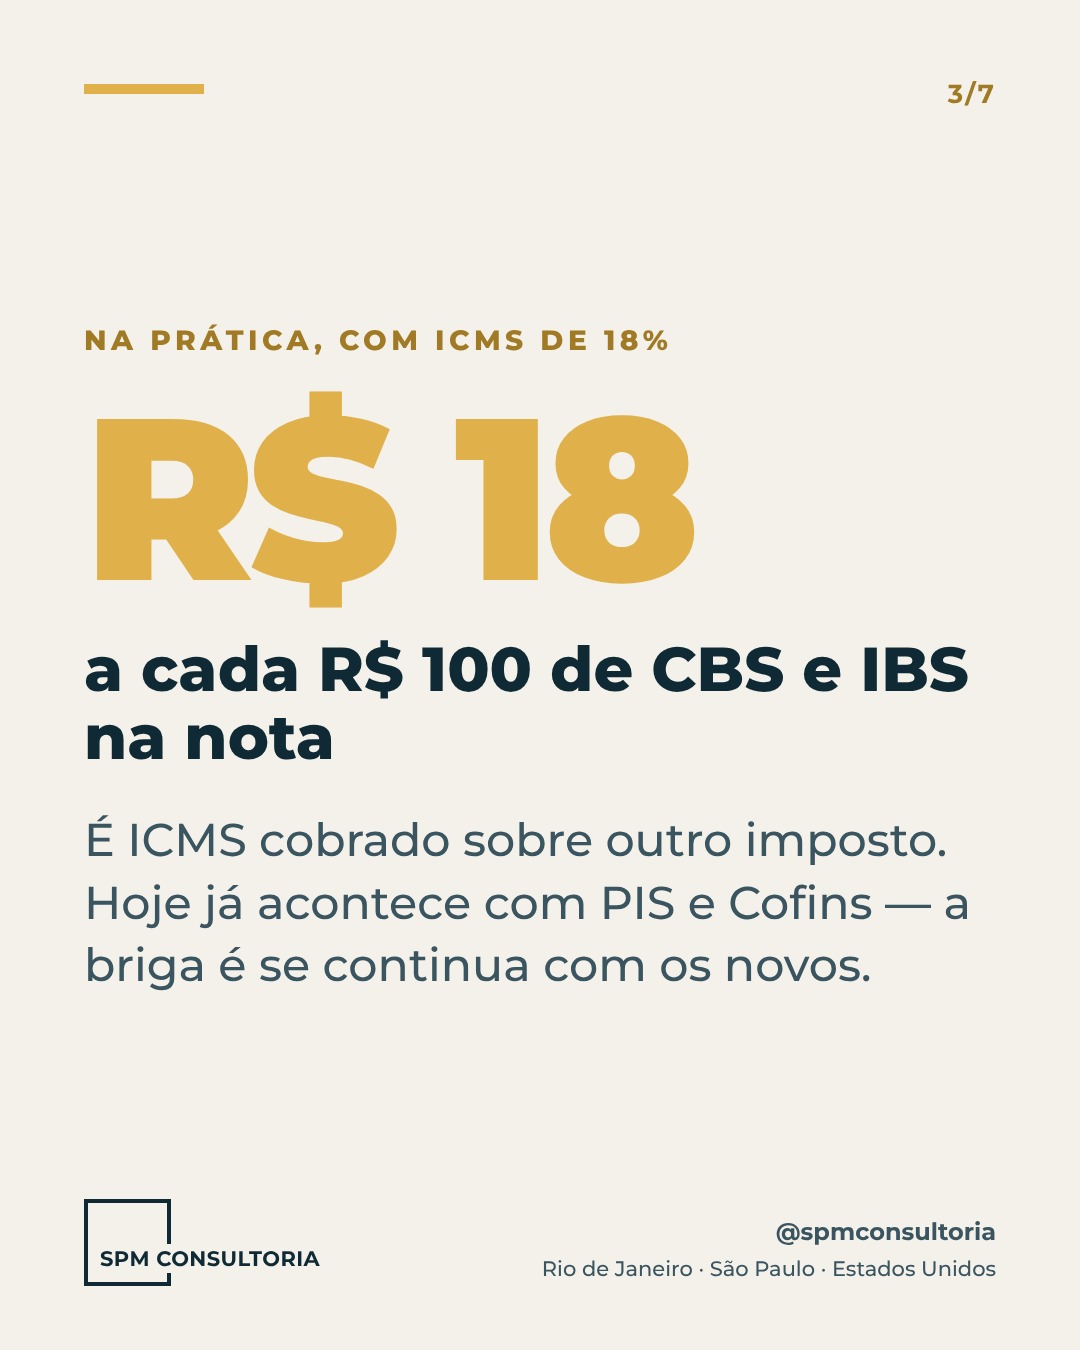 3/7
NA PRÁTICA, COM ICMS DE 18%
R$ 18
a cada R$ 100 de CBS e IBS
na nota
É ICMS cobrado sobre outro imposto.
Hoje já acontece com PIS e Cofins — a
briga é se continua com os novos.
SPM CONSULTORIA
@spmconsultoria
Rio de Janeiro · São Paulo · Estados Unidos